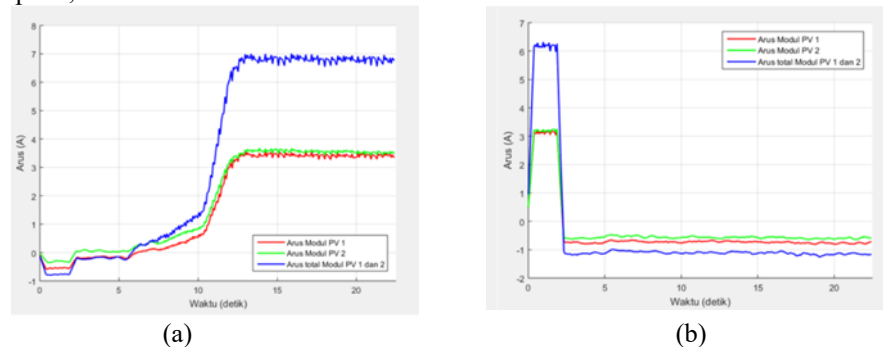 8
7
6
5
4
3
2
1
0
-1
Arus (A)
0 5 10 15 20
Waktu (detik)
Arus Modul PV 1
Arus Modul PV 2
Arus total Modul PV 1 dan 2
(a)
7
6
5
4
3
2
1
0
-1
-2
Arus (A)
0 5 10 15 20
Waktu (detik)
Arus Modul PV 1
Arus Modul PV 2
Arus total Modul PV 1 dan 2
(b)